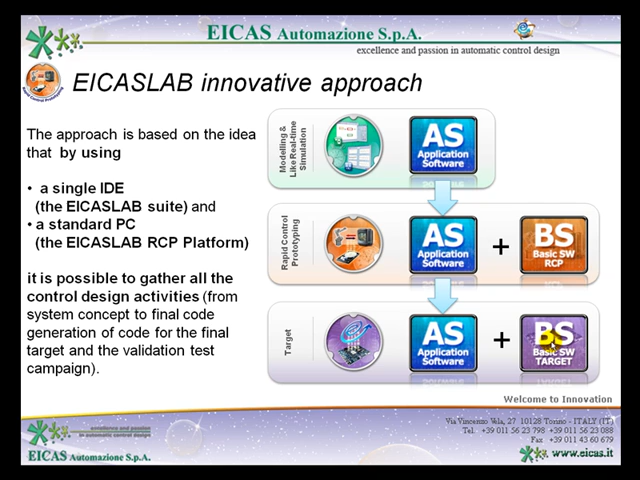 EICAS Automazione S.p.A.
excellence and passion in automatic control design
Rapid Control Prototyping
EICASLAB innovative approach
The approach is based on the idea
that by using
• a single IDE
(the EICASLAB suite) and
• a standard PC
(the EICASLAB RCP Platform)
it is possible to gather all the
control design activities (from
system concept to final code
generation of code for the final
target and the validation test
campaign).
Modelling &
Like Real-time
Simulation
AS
Application
Software
Rapid Control
Prototyping
AS
Application
Software
+
BS
Basic SW
RCP
Target
AS
Application
Software
+
BS
Basic SW
TARGET
Welcome to Innovation
excellence and passion
in automatic control design
EICAS Automazione S.p.A.
Via Vincenzo Vela, 27 10128 Torino - ITALY (IT)
Tel. +39 011 56 23 798 +39 011 56 23 088
Fax +39 011 43 60 679
www.eicas.it